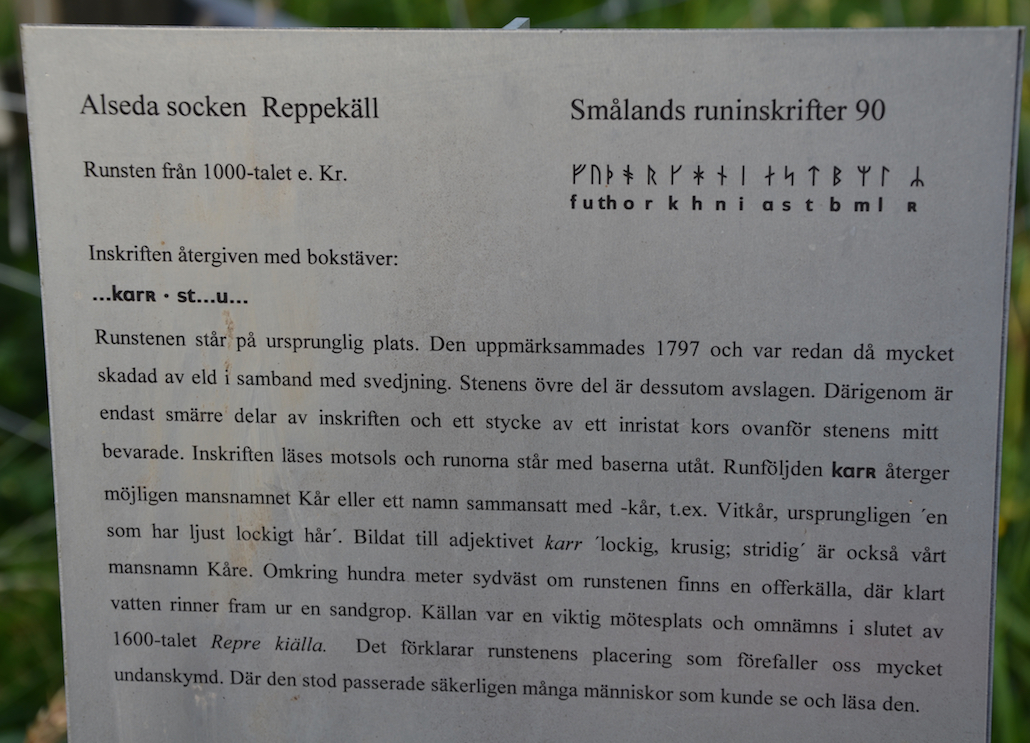 Alseda socken Reppekäll
Smålands runinskrifter 90
Runsten från 1000-talet e. Kr.
ᚠᚢᚦᚬᚱᚴᚼᚾᛁᛅᛋᛏᛒᛘᛚᛦ
f u th o r k h n i a s t b m l ʀ
Inskriften återgiven med bokstäver:
...karʀ · st...u...
Runstenen står på ursprunglig plats. Den uppmärksammades 1797 och var redan då mycket
skadad av eld i samband med svedjning. Stenens övre del är dessutom avslagen. Därigenom är
endast smärre delar av inskriften och ett stycke av ett inristat kors ovanför stenens mitt
bevarade. Inskriften läses motsols och runorna står med baserna utåt. Runföljden karʀ återger
möjligen mansnamnet Kår eller ett namn sammansatt med -kår, t.ex. Vitkår, ursprungligen ´en
som har ljust lockigt hår´. Bildat till adjektivet karr ´lockig, krusig; stridig´ är också vårt
mansnamn Kåre. Omkring hundra meter sydväst om runstenen finns en offerkälla, där klart
vatten rinner fram ur en sandgrop. Källan var en viktig mötesplats och omnämns i slutet av
1600-talet Repre kiälla. Det förklarar runstenens placering som förefaller oss mycket
undanskymd. Där den stod passerade säkerligen många människor som kunde se och läsa den.